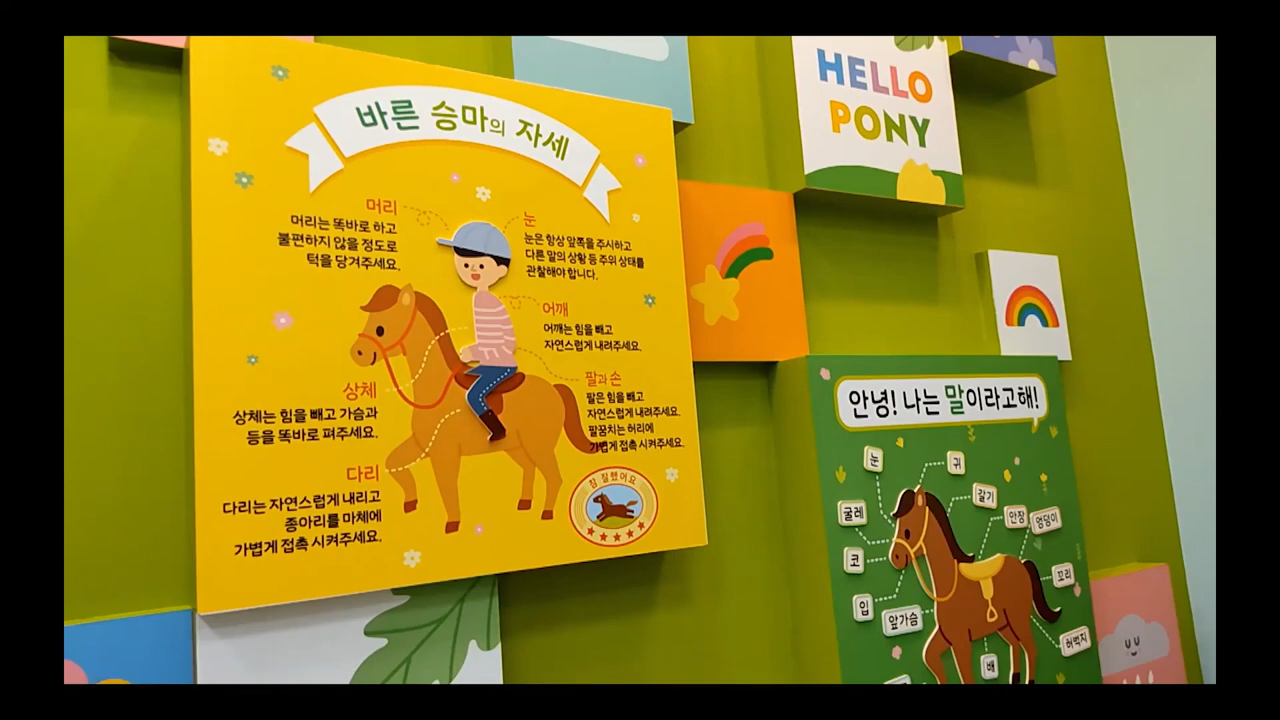 바른 승마의 자세
머리
머리는 똑바로 하고
불편하지 않을 정도로
턱을 당겨주세요.
눈
눈은 항상 앞쪽을 주시하고
다른 말의 상황 등 주위 상태를
관찰해야 합니다.
어깨
어깨는 힘을 빼고
자연스럽게 내려주세요.
상체
상체는 힘을 빼고 가슴과
등을 똑바로 펴주세요.
팔과 손
팔은 힘을 빼고
자연스럽게 내려주세요.
팔꿈치는 허리에
가볍게 접촉 시켜주세요.
다리
다리는 자연스럽게 내리고
종아리를 마체에
가볍게 접촉 시켜주세요.
참 잘했어요
HELLO
PONY
안녕! 나는 말이라고해!
눈
귀
갈기
굴레
안장
엉덩이
코
꼬리
입
앞가슴
허벅지
배